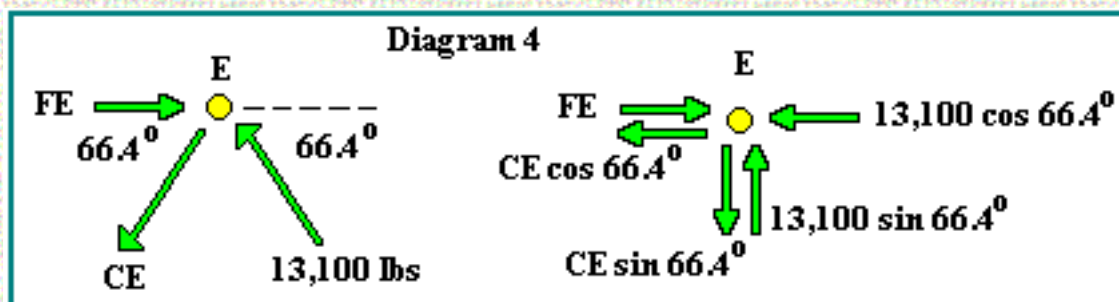 Diagram 4
E
FE
66.4°
66.4°
CE
13,100 lbs
E
FE
13,100 cos 66.4°
CE cos 66.4°
13,100 sin 66.4°
CE sin 66.4°